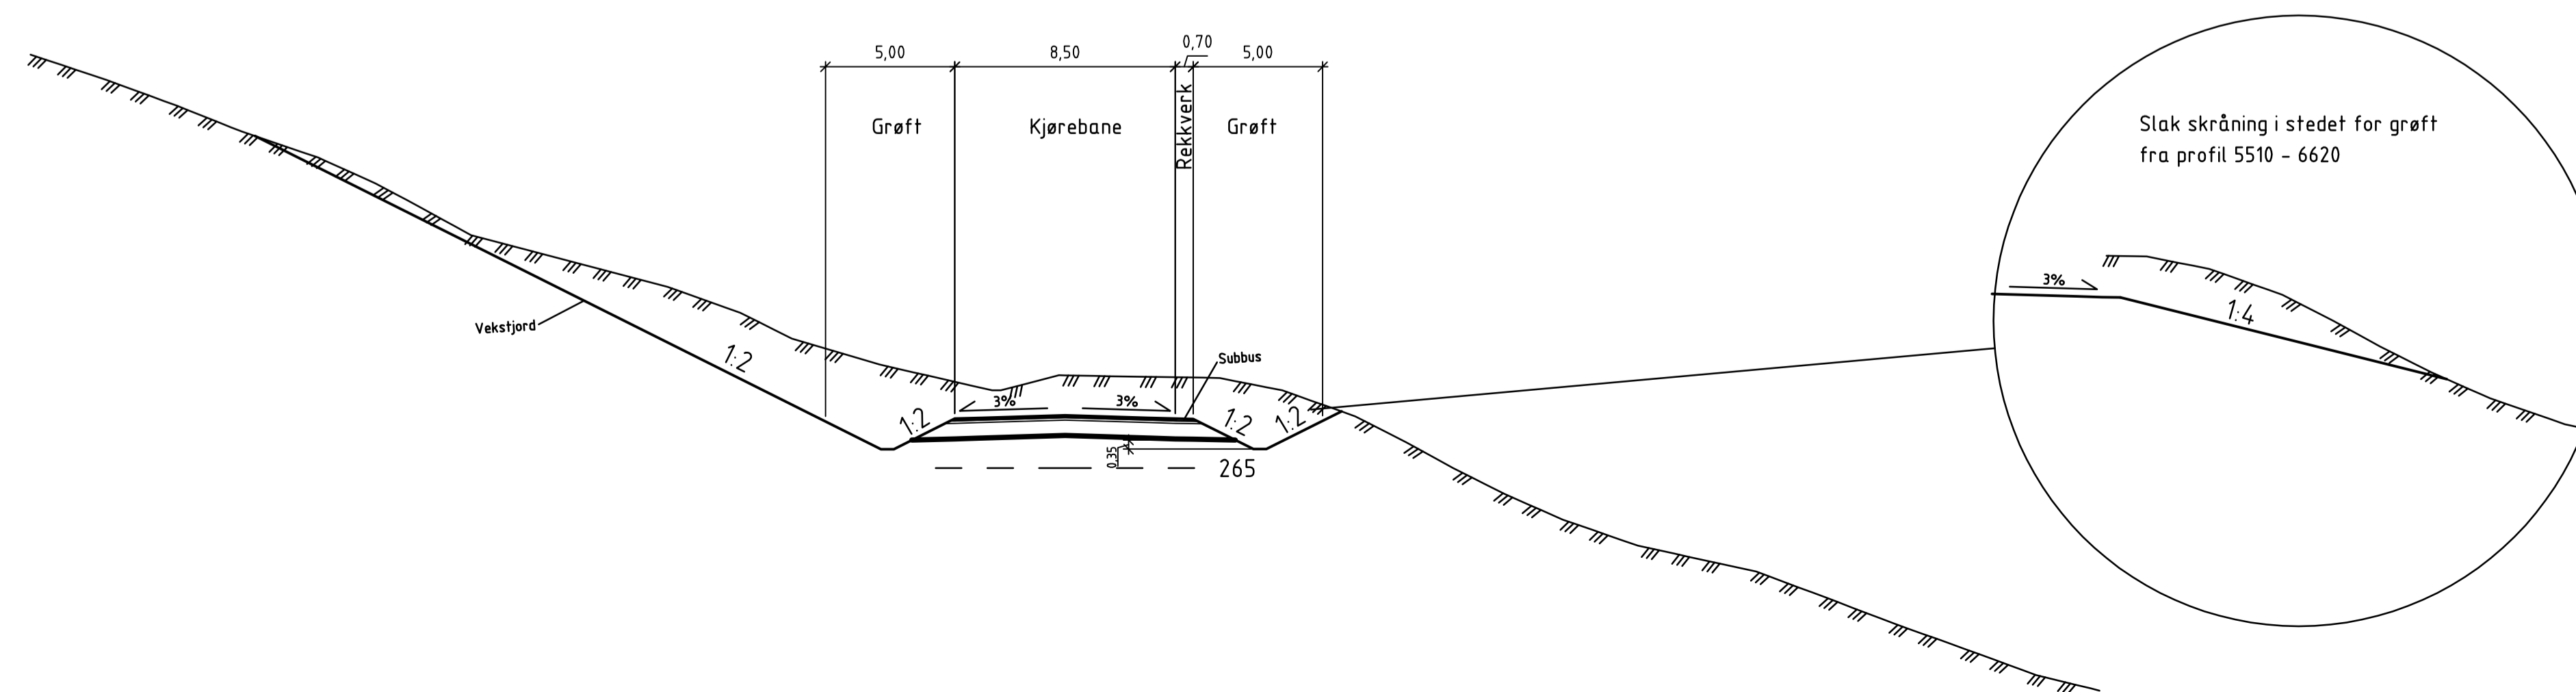 5,00
8,50
0,70
5,00
Grøft
Kjørebane
Rekkverk
Grøft
Slak skråning i stedet for grøft
fra profil 5510 - 6620
3%
1:4
Vekstjord
1:2
Subbus
3%
3%
1:2
1:2
1:2
0,35
265